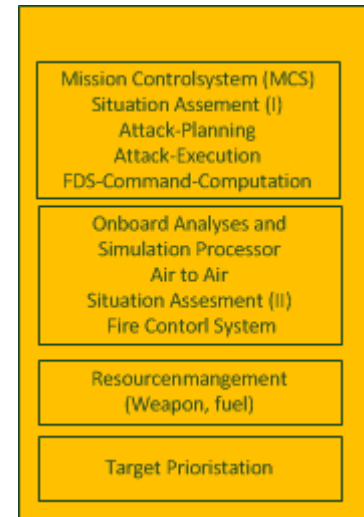 Mission Controlsystem (MCS)
Situation Assement (I)
Attack-Planning
Attack-Execution
FDS-Command-Computation
Onboard Analyses and
Simulation Processor
Air to Air
Situation Assesment (II)
Fire Contorl System
Resourcenmangement
(Weapon, fuel)
Target Prioristation